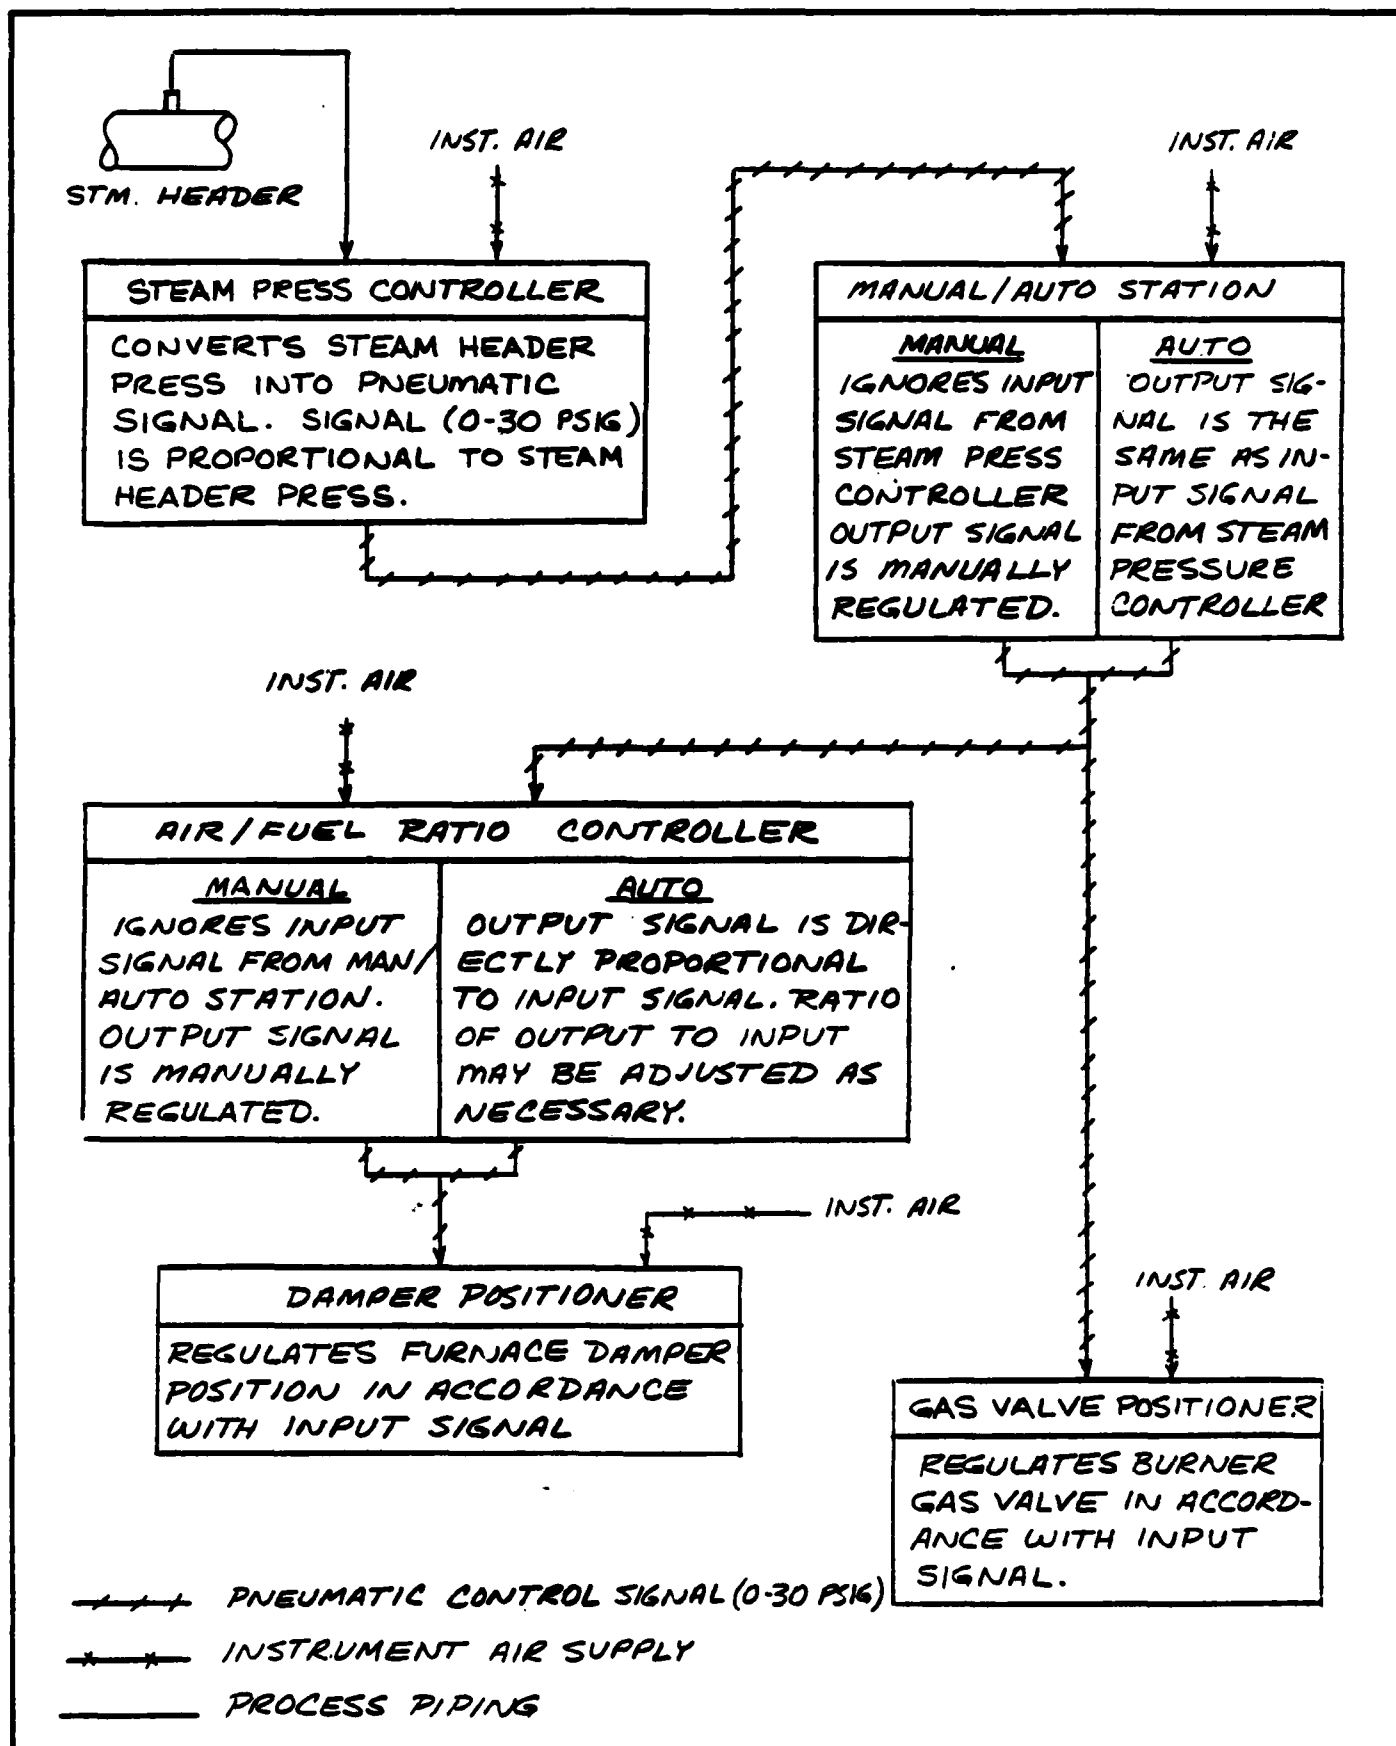 INST. AIR
INST. AIR
STM. HEADER
STEAM PRESS CONTROLLER
CONVERTS STEAM HEADER
PRESS INTO PNEUMATIC
SIGNAL. SIGNAL (0-30 PSIG)
IS PROPORTIONAL TO STEAM
HEADER PRESS.
MANUAL/AUTO STATION
MANUAL
IGNORES INPUT
SIGNAL FROM
STEAM PRESS
CONTROLLER
OUTPUT SIGNAL
IS MANUALLY
REGULATED.
AUTO
OUTPUT SIG-
NAL IS THE
SAME AS IN-
PUT SIGNAL
FROM STEAM
PRESSURE
CONTROLLER
INST. AIR
AIR/FUEL RATIO CONTROLLER
MANUAL
IGNORES INPUT
SIGNAL FROM MAN/
AUTO STATION.
OUTPUT SIGNAL
IS MANUALLY
REGULATED.
AUTO
OUTPUT SIGNAL IS DIR-
ECTLY PROPORTIONAL
TO INPUT SIGNAL. RATIO
OF OUTPUT TO INPUT
MAY BE ADJUSTED AS
NECESSARY.
INST. AIR
DAMPER POSITIONER
REGULATES FURNACE DAMPER
POSITION IN ACCORDANCE
WITH INPUT SIGNAL
INST. AIR
GAS VALVE POSITIONER
REGULATES BURNER
GAS VALVE IN ACCORD-
ANCE WITH INPUT
SIGNAL.
PNEUMATIC CONTROL SIGNAL (0-30 PSIG)
INSTRUMENT AIR SUPPLY
PROCESS PIPING